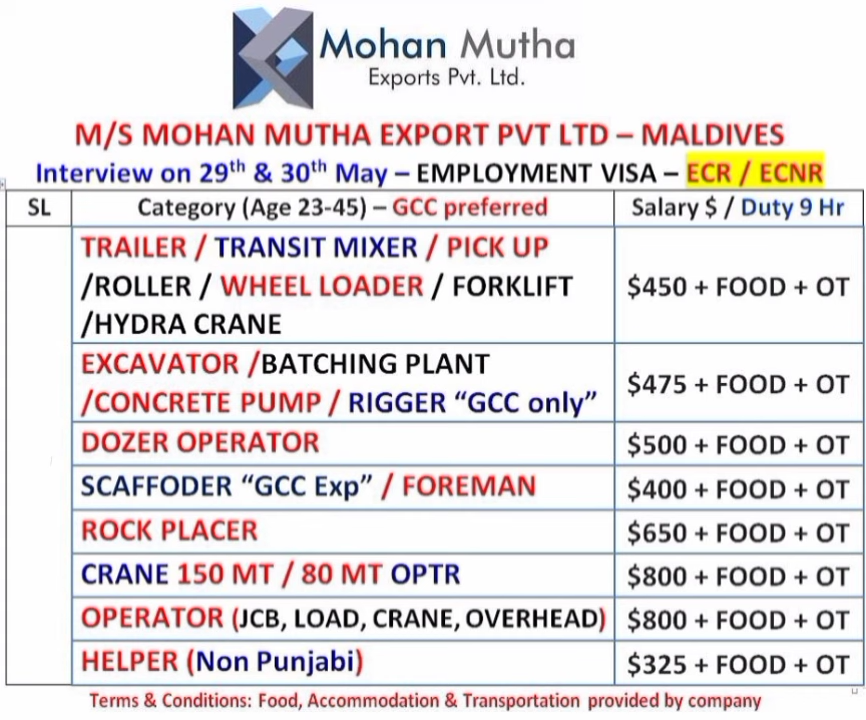 Mohan Mutha
Exports Pvt. Ltd.
M/S MOHAN MUTHA EXPORT PVT LTD – MALDIVES
Interview on 29th & 30th May – EMPLOYMENT VISA – ECR / ECNR
SL Category (Age 23-45) – GCC preferred Salary $ / Duty 9 Hr
TRAILER / TRANSIT MIXER / PICK UP
/ROLLER / WHEEL LOADER / FORKLIFT
/HYDRA CRANE
$450 + FOOD + OT
EXCAVATOR /BATCHING PLANT
/CONCRETE PUMP / RIGGER “GCC only”
$475 + FOOD + OT
DOZER OPERATOR $500 + FOOD + OT
SCAFFODER “GCC Exp” / FOREMAN $400 + FOOD + OT
ROCK PLACER $650 + FOOD + OT
CRANE 150 MT / 80 MT OPTR $800 + FOOD + OT
OPERATOR (JCB, LOAD, CRANE, OVERHEAD) $800 + FOOD + OT
HELPER (Non Punjabi) $325 + FOOD + OT
Terms & Conditions: Food, Accommodation & Transportation provided by company